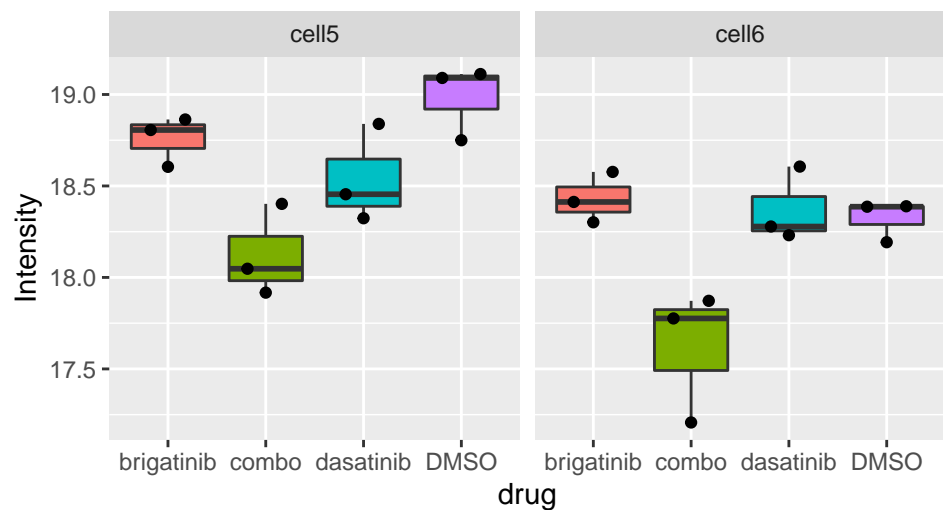 cell5 cell6
Intensity
19.0
18.5
18.0
17.5
brigatinib combo dasatinib DMSO brigatinib combo dasatinib DMSO
drug